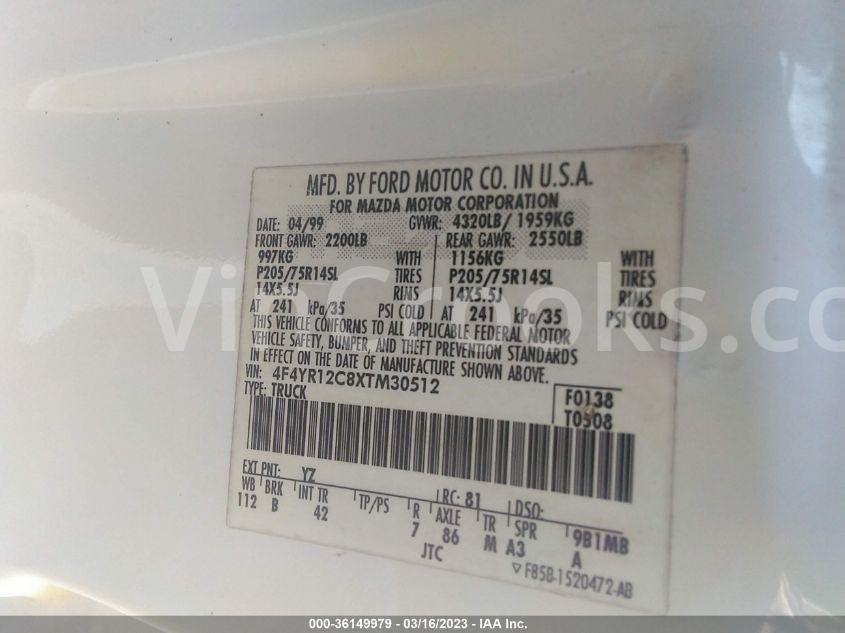 MFD. BY FORD MOTOR CO. IN U.S.A.
FOR MAZDA MOTOR CORPORATION
DATE: 04/99 GVWR: 4320LB/ 1959KG
FRONT GAWR: 2200LB REAR GAWR: 2550LB
997KG WITH 1156KG WITH
P205/75R14SL TIRES P205/75R14SL TIRES
14X5.5J RIMS 14X5.5J RIMS
AT 241 kPa/35 PSI COLD AT 241 kPa/35 PSI COLD
THIS VEHICLE CONFORMS TO ALL APPLICABLE FEDERAL MOTOR
VEHICLE SAFETY, BUMPER, AND THEFT PREVENTION STANDARDS
IN EFFECT ON THE DATE OF MANUFACTURE SHOWN ABOVE.
VIN: 4F4YR12C8XTM30512
TYPE: TRUCK
F0138
T0508
EXT PNT: YZ RC: 81 DSO:
WB BRK INT TR TP/PS R AXLE TR SPR 9B1MB
112 B 42 7 86 M A3 A
JTC
▽ F85B-1520472-AB
VinCrooks.com
000-36149979 - 03/16/2023 - IAA Inc.